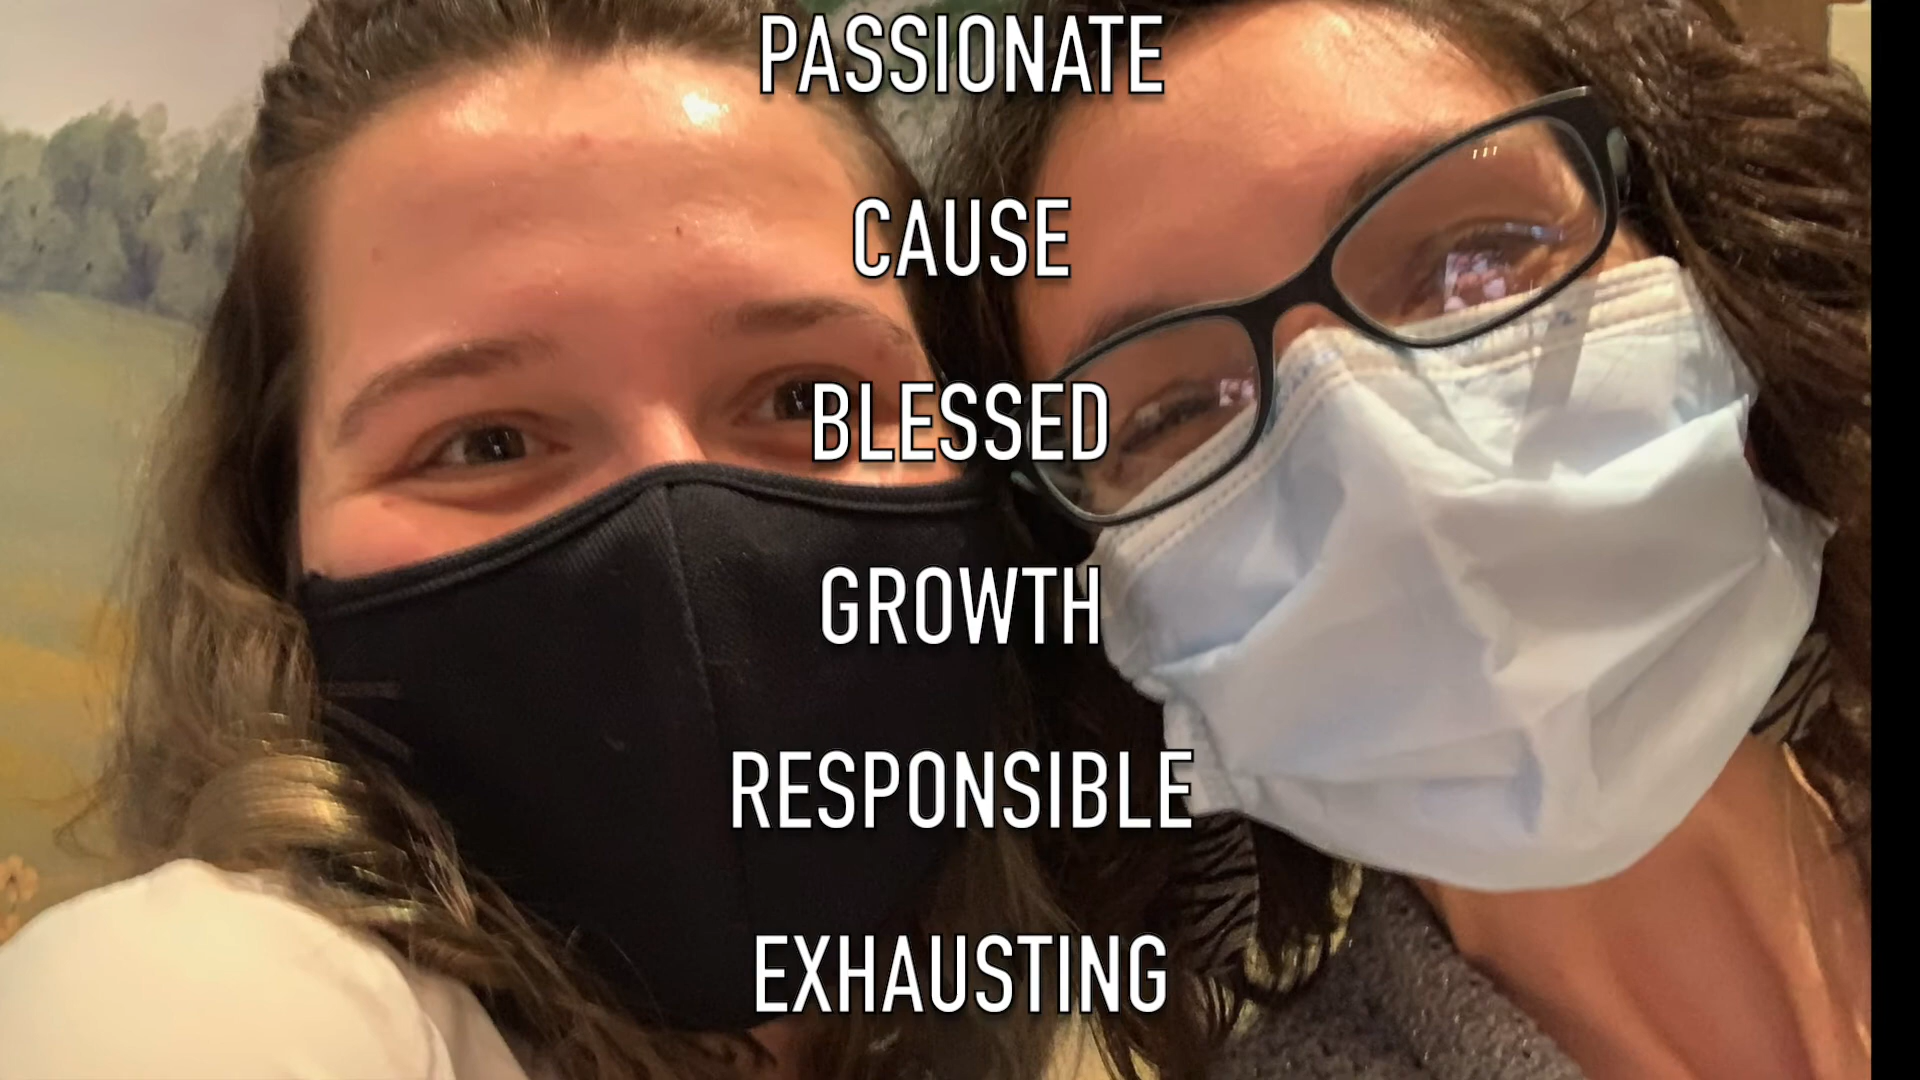 PASSIONATE
CAUSE
BLESSED
GROWTH
RESPONSIBLE
EXHAUSTING